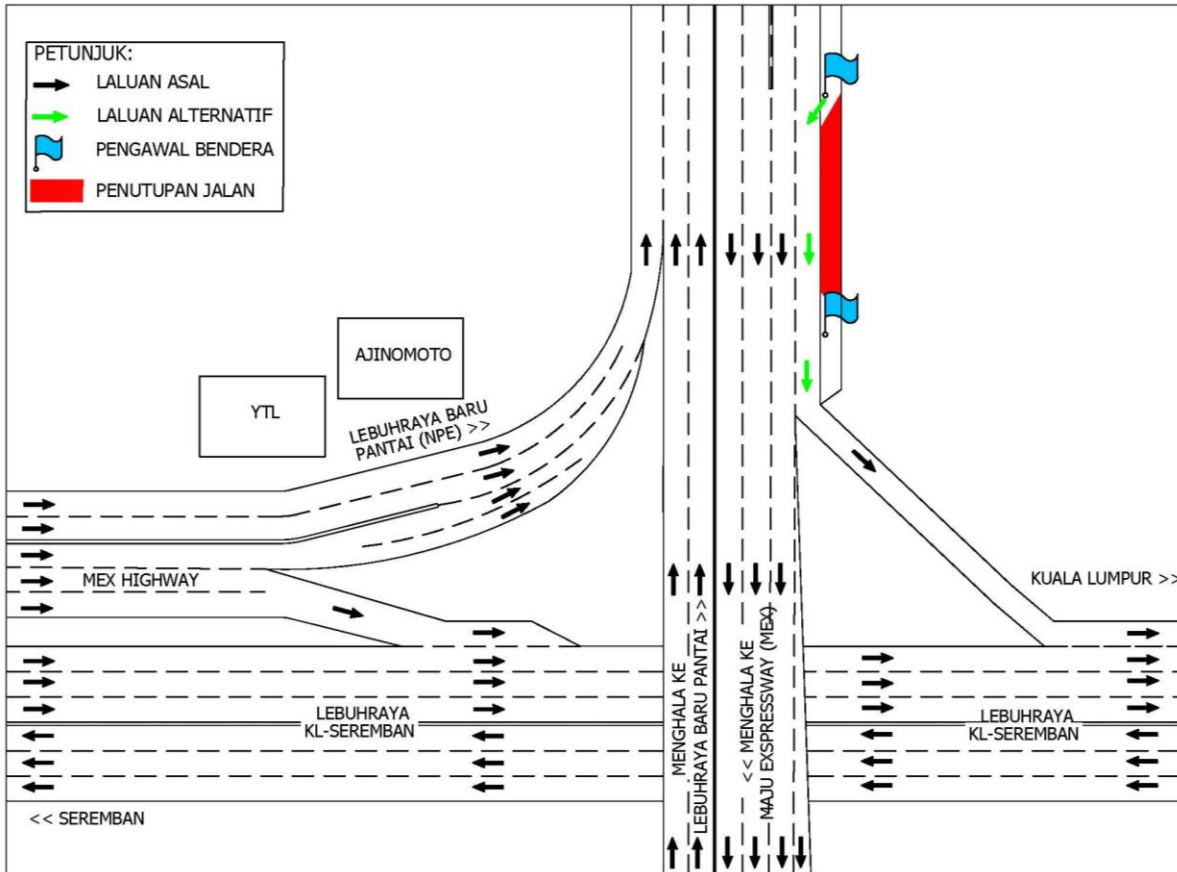 PETUNJUK:
LALUAN ASAL
LALUAN ALTERNATIF
PENGAWAL BENDERA
PENUTUPAN JALAN
AJINOMOTO
YTL
LEBUHRAYA BARU
PANTAI (NPE) >>
MEX HIGHWAY
KUALA LUMPUR >>
MENGHALA KE
LEBUHRAYA BARU PANTAI >>
<< MENGHALA KE
MAJU EXSPRESSWAY (MEX)
LEBUHRAYA
KL-SEREMBAN
LEBUHRAYA
KL-SEREMBAN
<< SEREMBAN